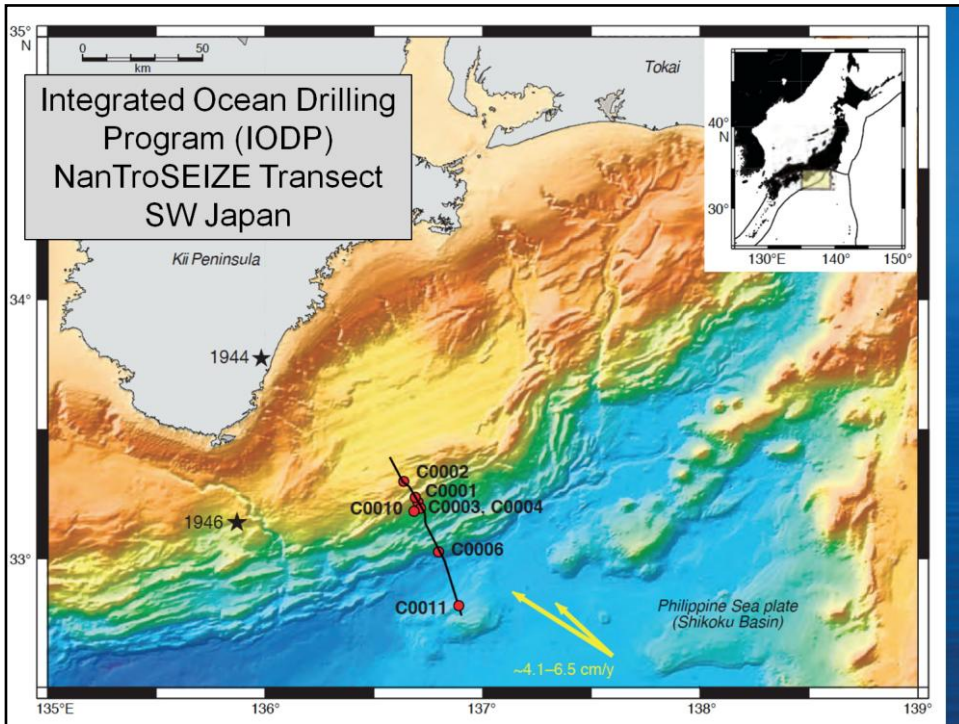 35°
N
0 50
km
Tokai
Integrated Ocean Drilling
Program (IODP)
NanTroSEIZE Transect
SW Japan
40°
N
30°
130°E 140° 150°
Kii Peninsula
34°
1944
C0002
C0001
C0010
C0003, C0004
1946
C0006
33°
C0011
Philippine Sea plate
(Shikoku Basin)
~4.1–6.5 cm/y
135°E 136° 137° 138° 139°